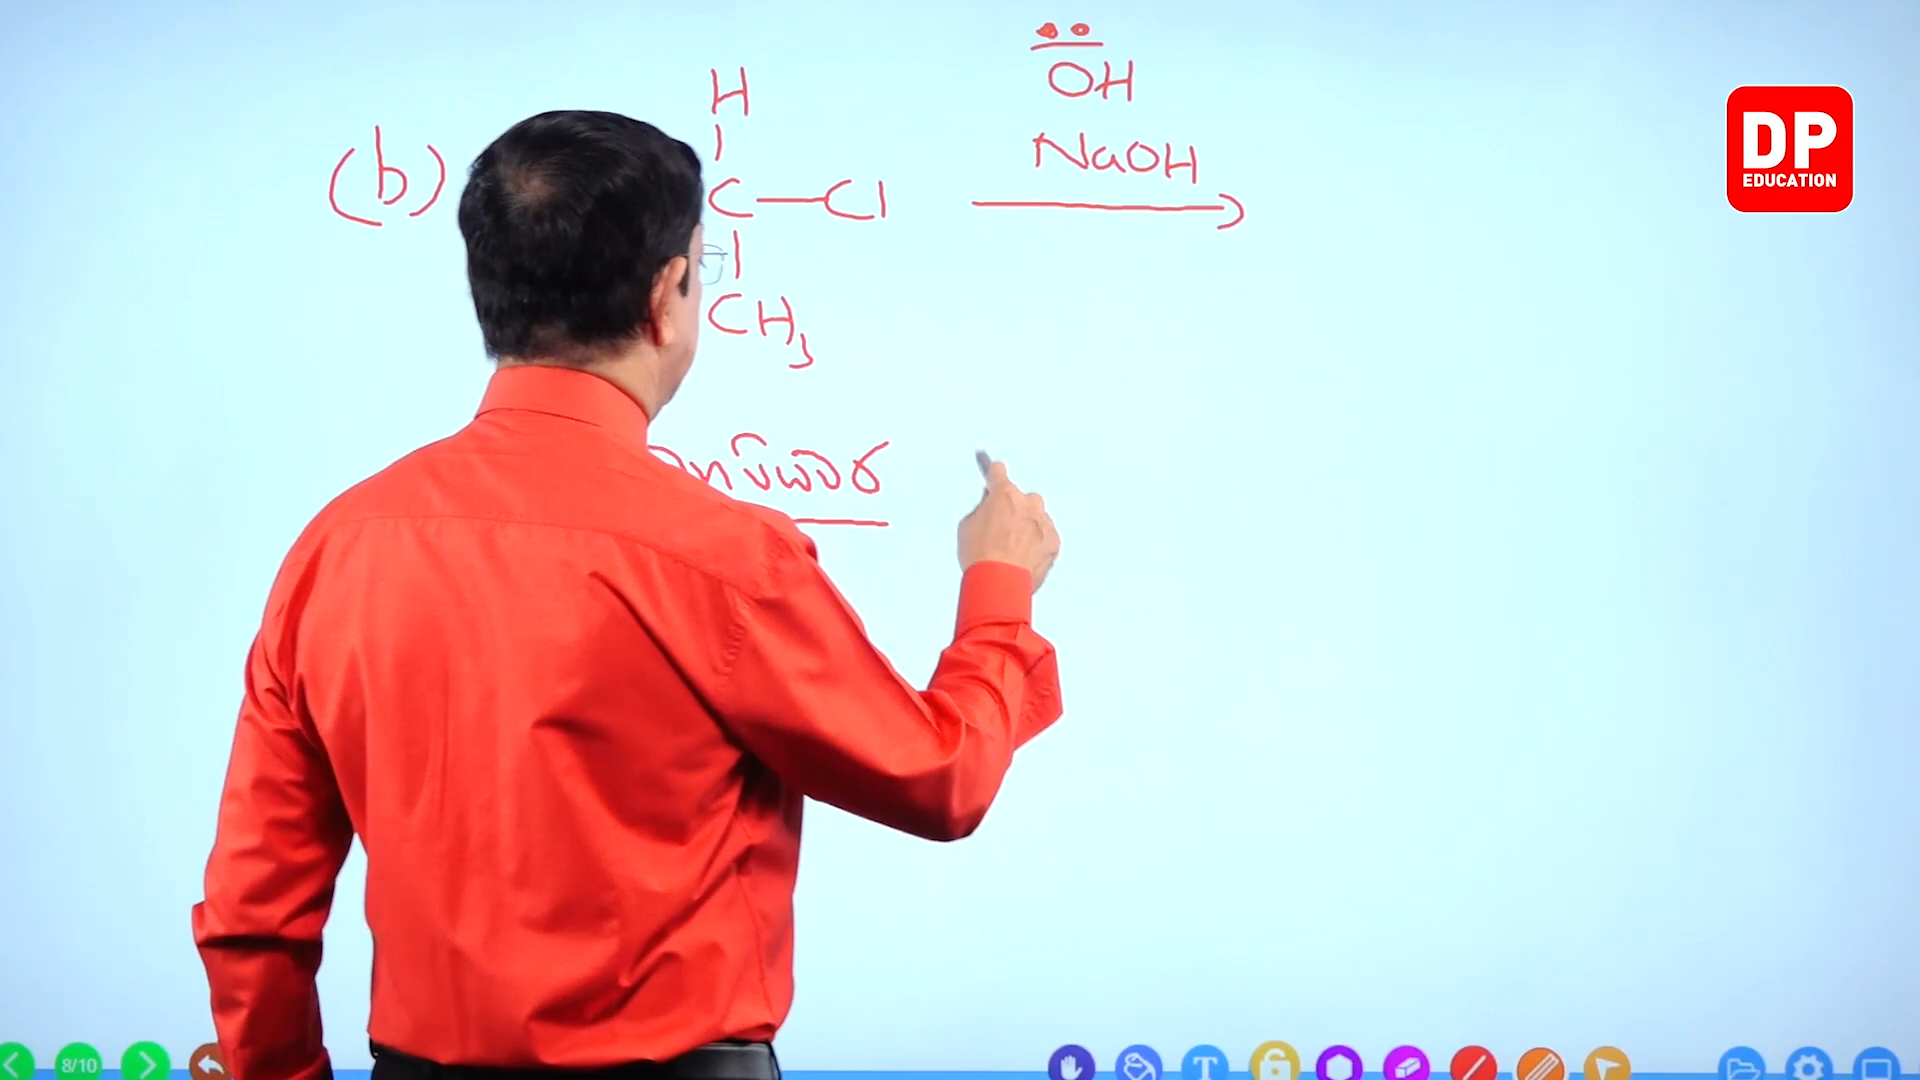 OH
H
NaOH
(b)
C—Cl
CH3
DP
EDUCATION
8/10
T